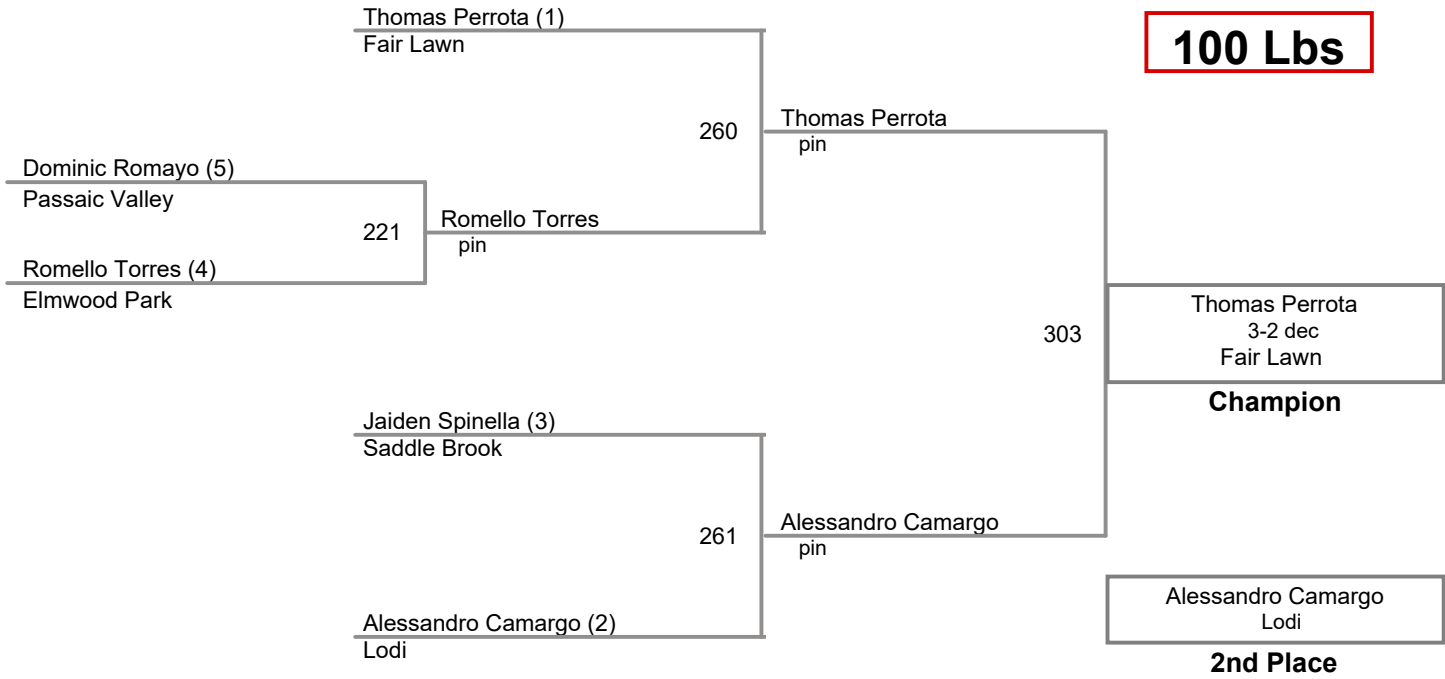 Thomas Perrota (1)
Fair Lawn
100 Lbs
260
Thomas Perrota
pin
Dominic Romayo (5)
Passaic Valley
221
Romello Torres
pin
Romello Torres (4)
Elmwood Park
303
Thomas Perrota
3-2 dec
Fair Lawn
Champion
Jaiden Spinella (3)
Saddle Brook
261
Alessandro Camargo
pin
Alessandro Camargo (2)
Lodi
Alessandro Camargo
Lodi
2nd Place